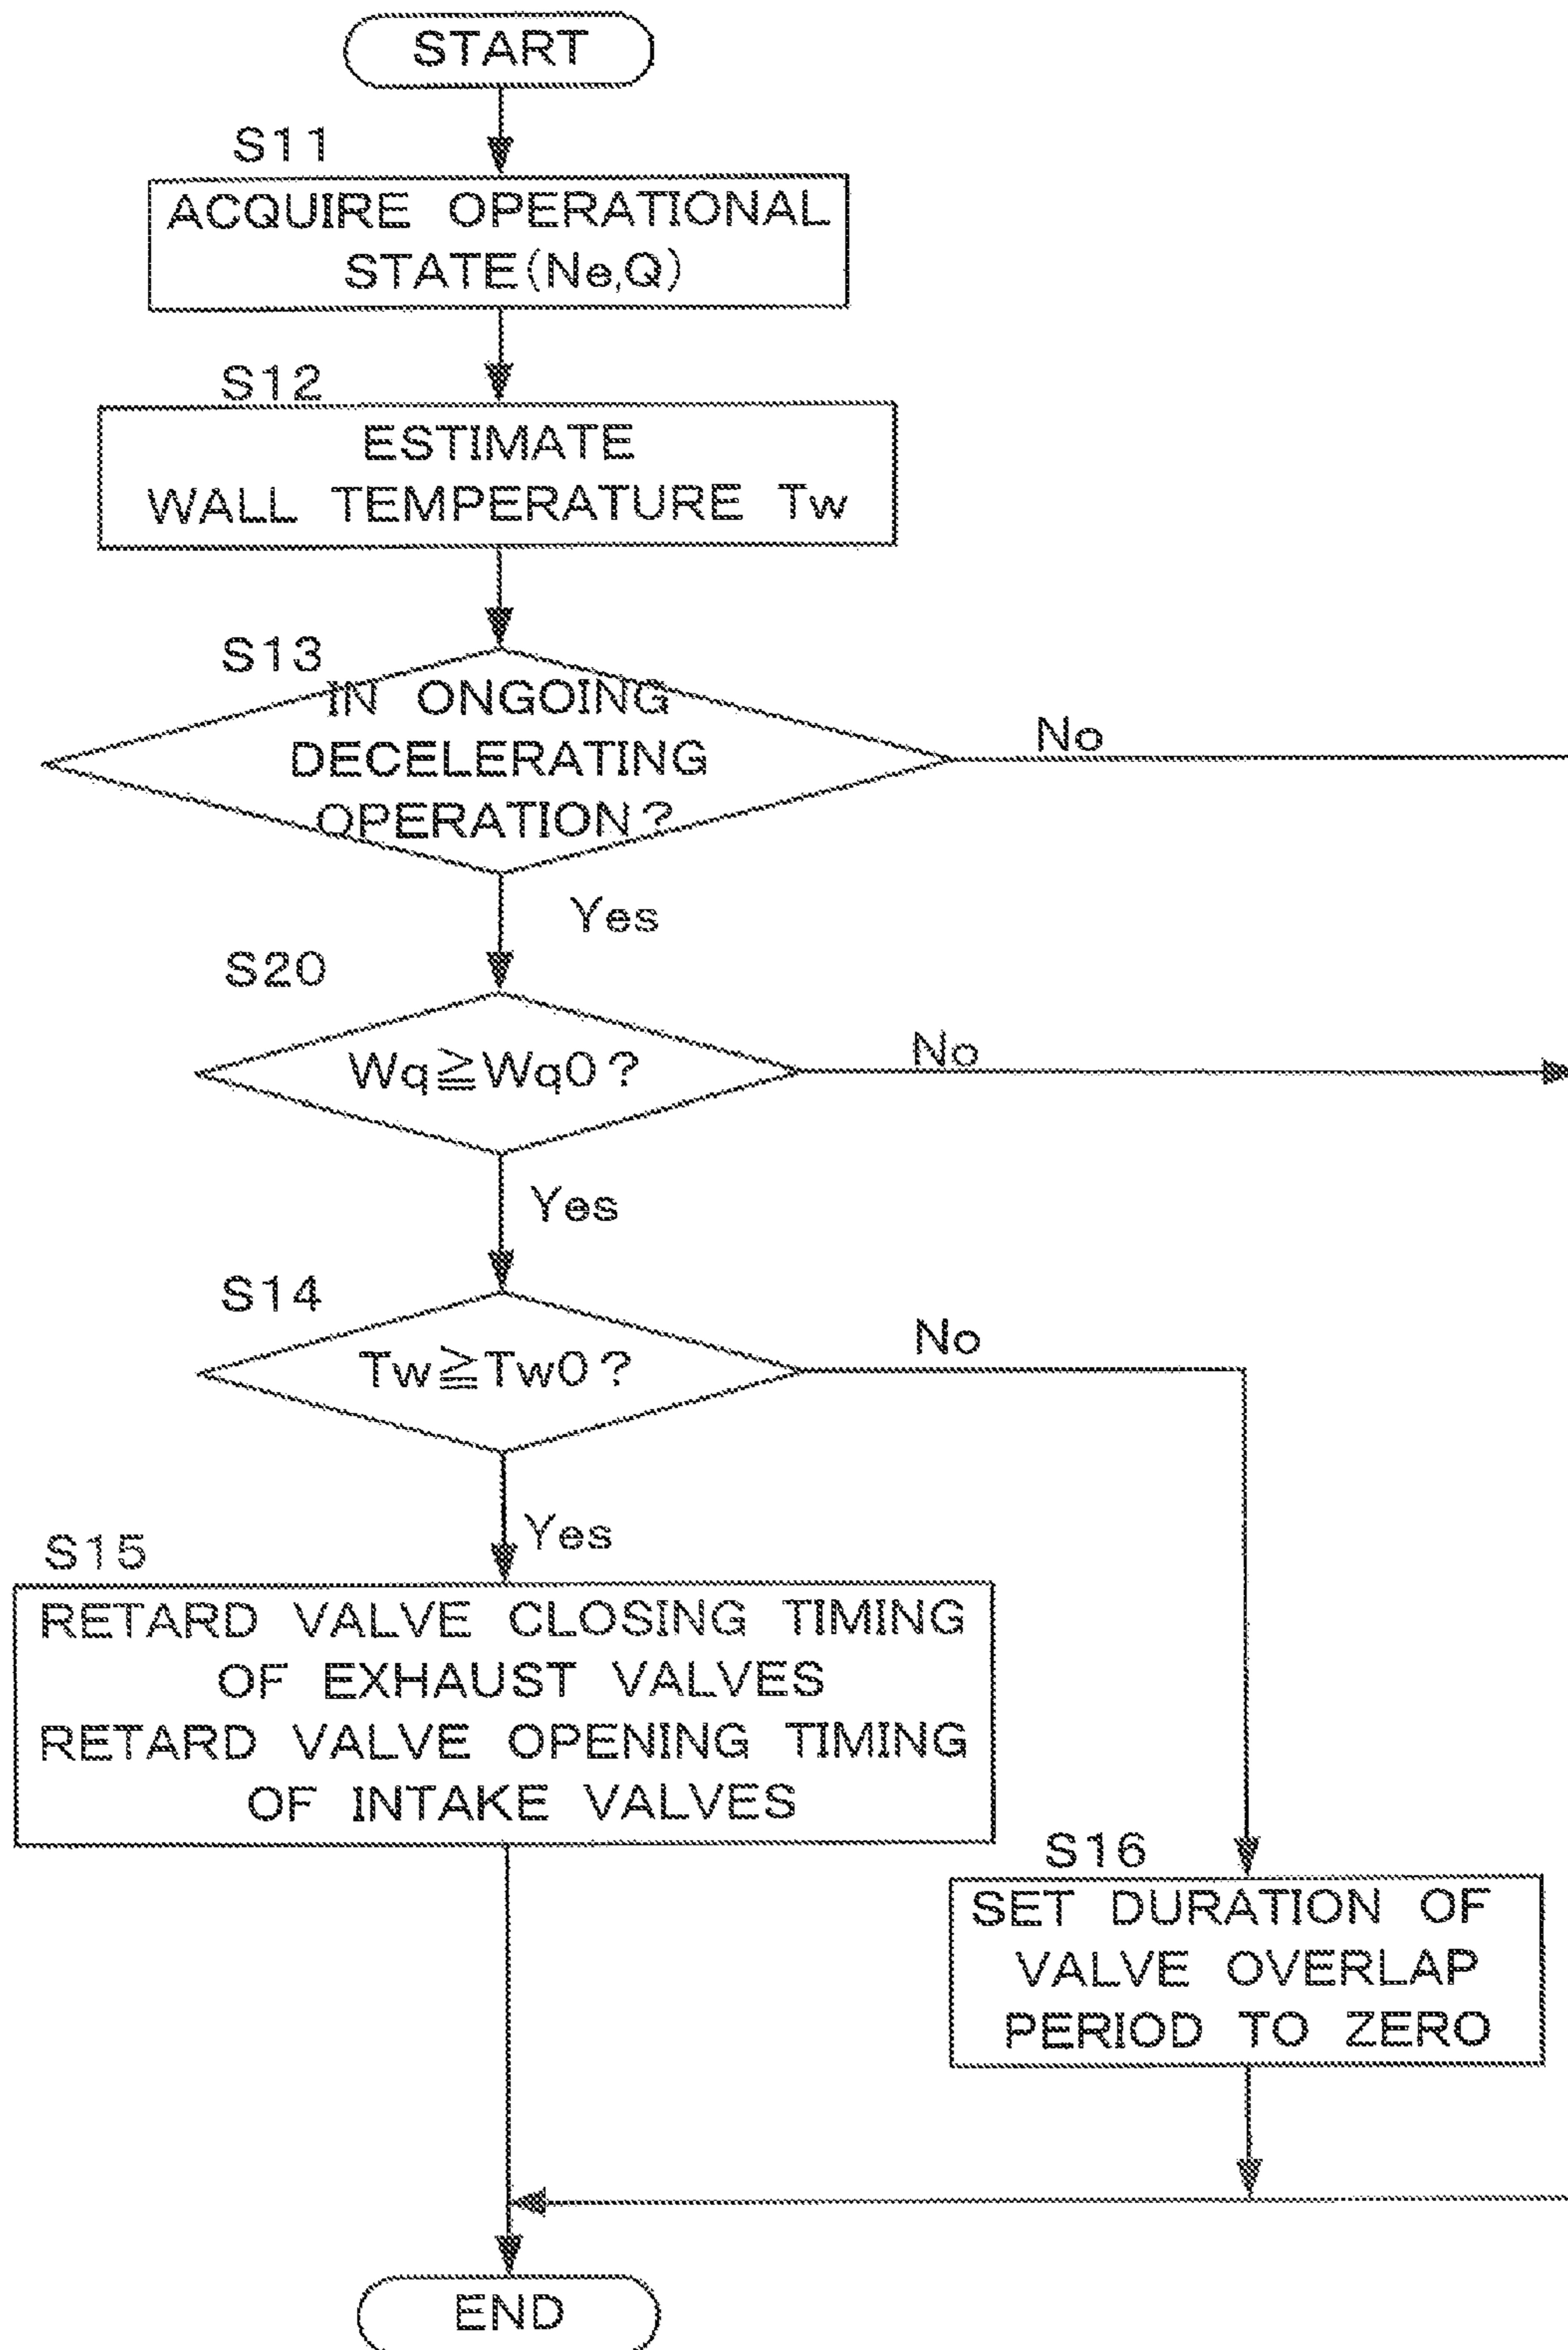 START
S11
ACQUIRE OPERATIONAL
STATE(Ne,Q)
S12
ESTIMATE
WALL TEMPERATURE Tw
S13
IN ONGOING
DECELERATING
OPERATION?
No
Yes
S20
Wq≧Wq0?
No
Yes
S14
Tw≧Tw0?
No
Yes
S15
RETARD VALVE CLOSING TIMING
OF EXHAUST VALVES
RETARD VALVE OPENING TIMING
OF INTAKE VALVES
S16
SET DURATION OF
VALVE OVERLAP
PERIOD TO ZERO
END